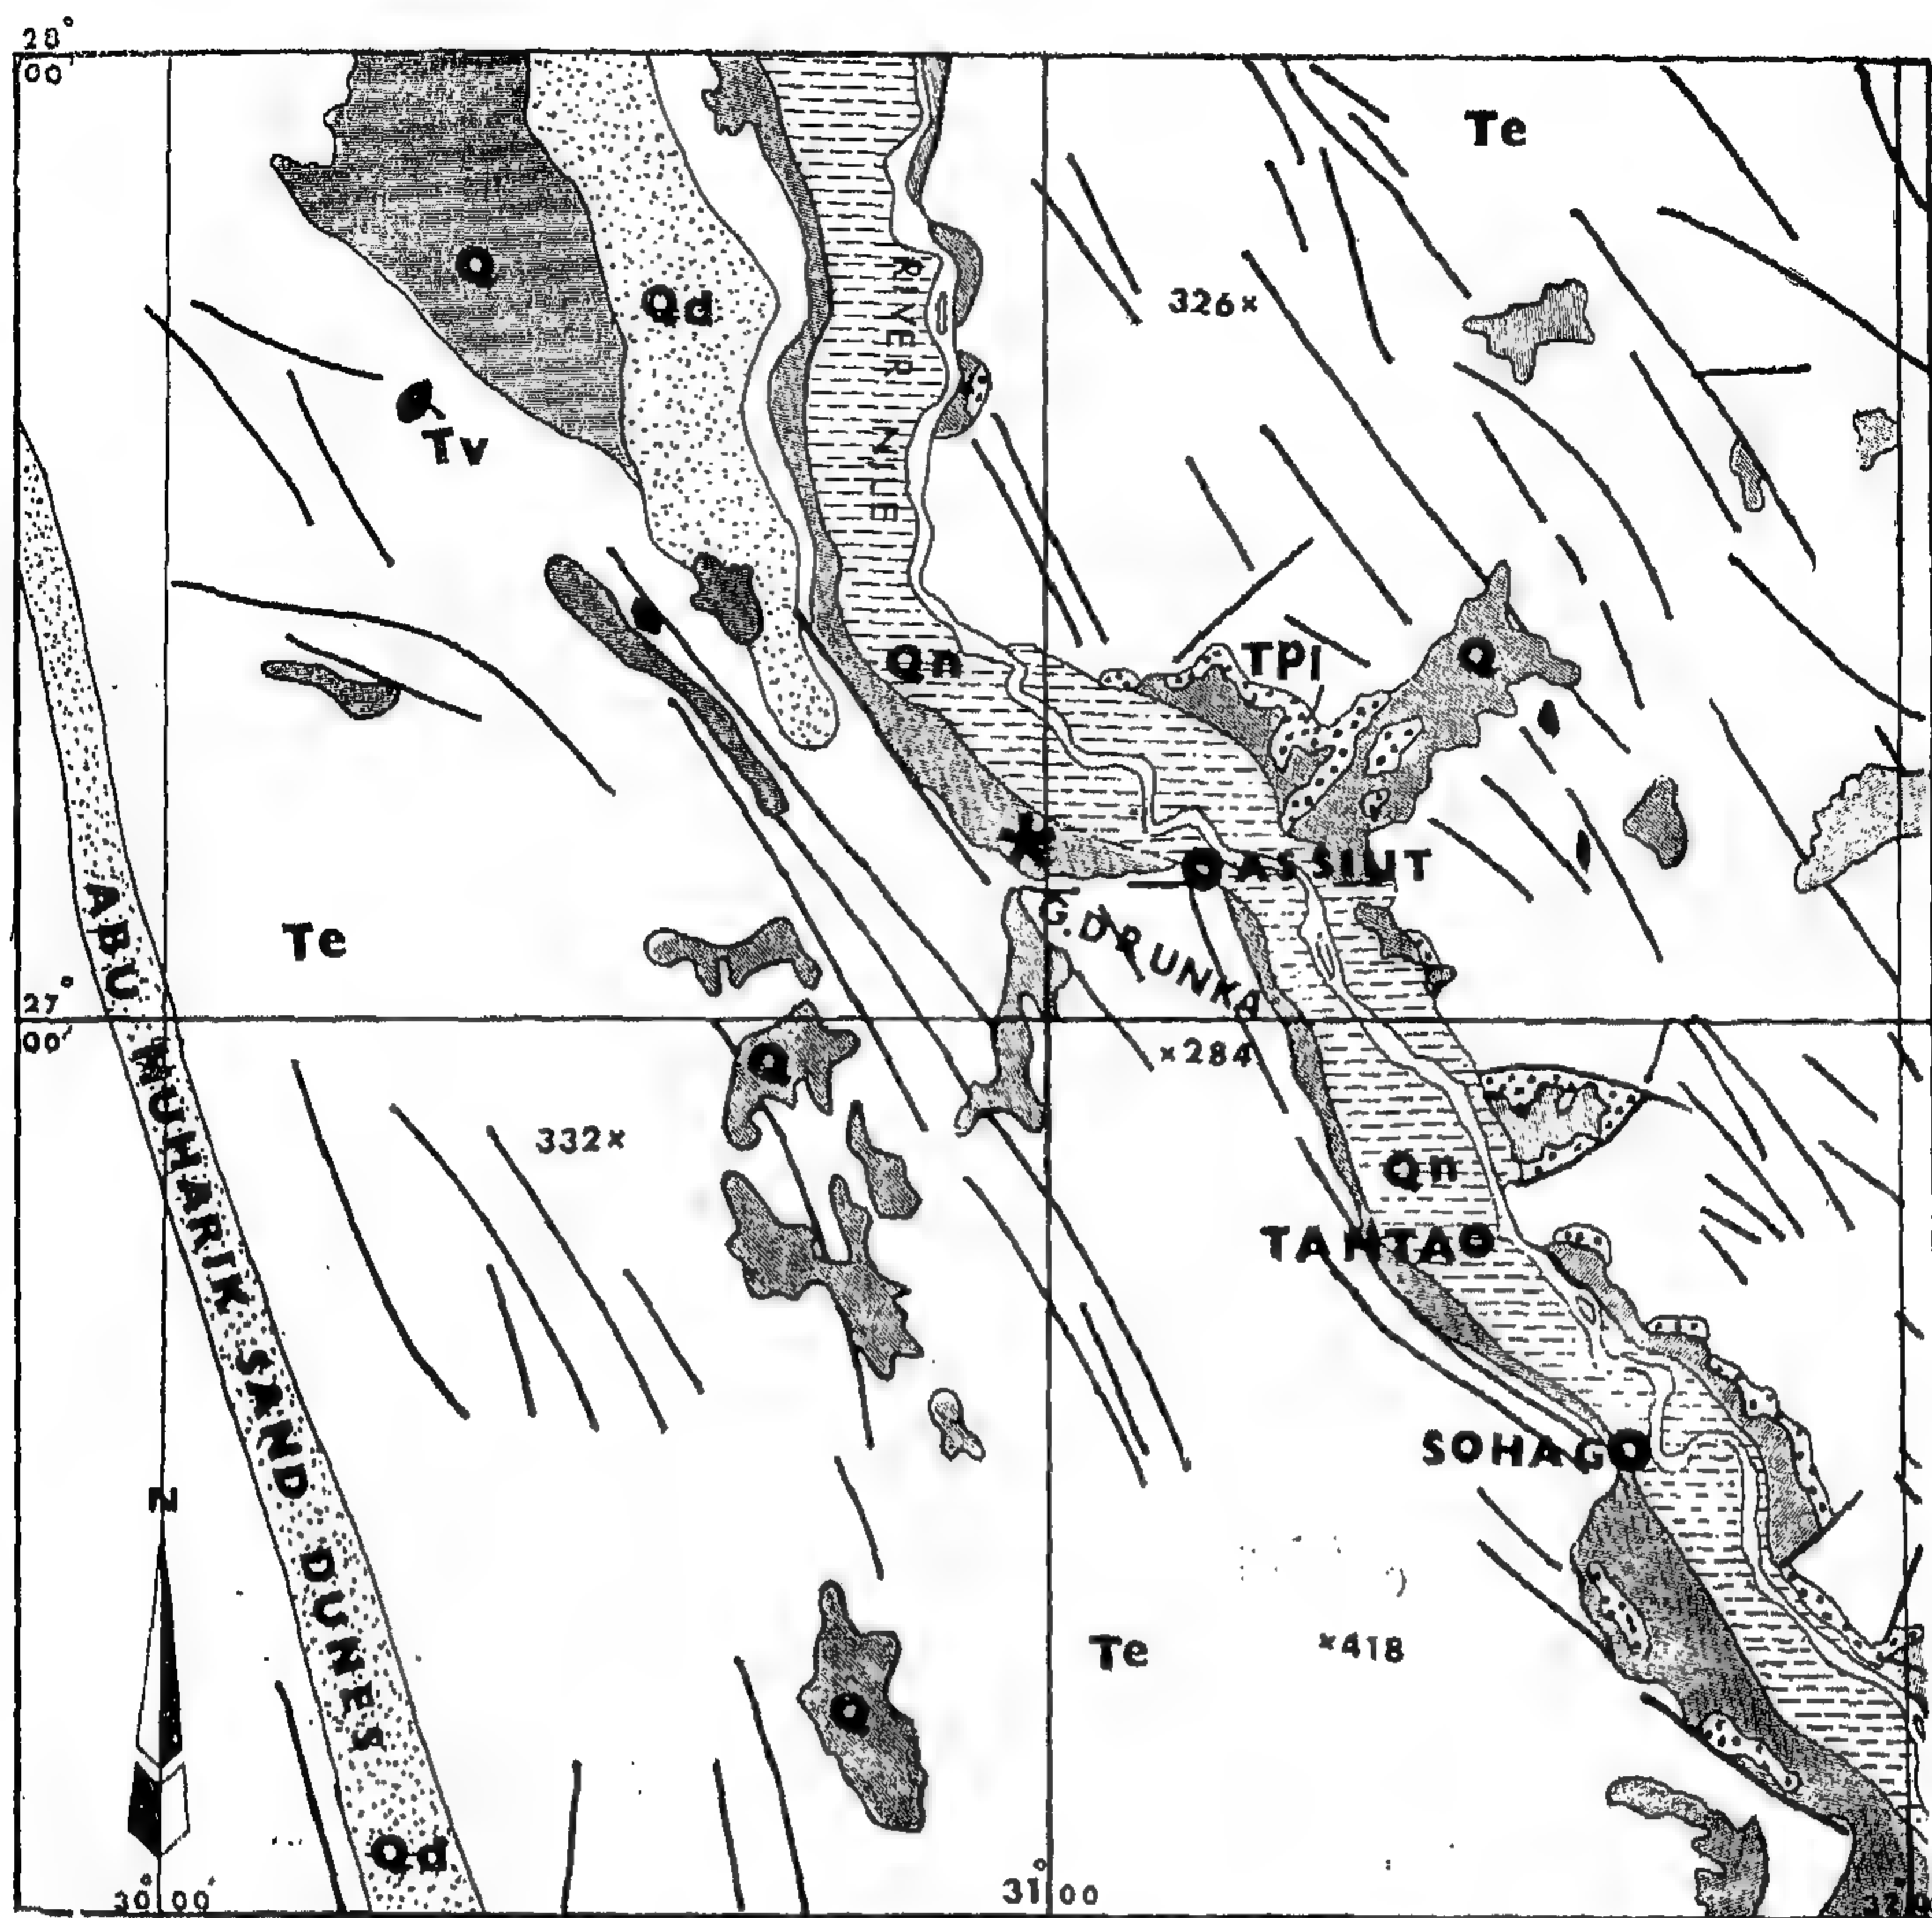 28°
00'
Te
Q
Qd
RIVER NILE
326×
Tv
Qn
TPI
Q
ASSIUT
G.DRUNKA
Te
ABU MUHARIK SAND DUNES
27°
00'
×284
Q
332×
Qn
TAHTA
SOHAG
N
Te
×418
Q
Qd
30°00'
31°00